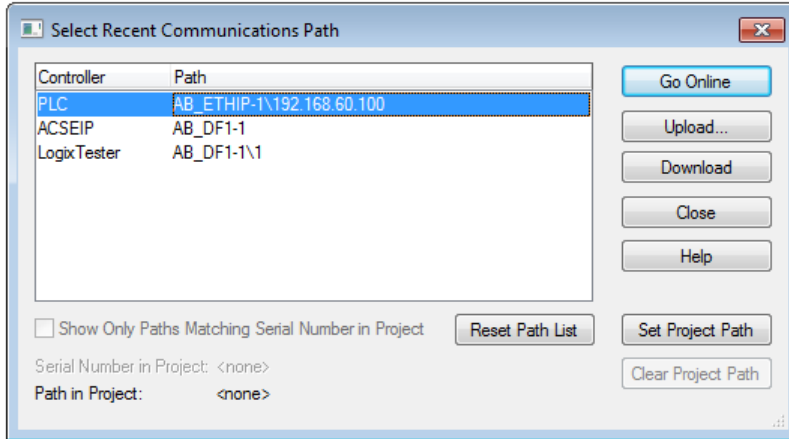 Select Recent Communications Path
Controller Path
PLC AB_ETHIP-1\192.168.60.100
ACSEIP AB_DF1-1
LogixTester AB_DF1-1\1
Go Online
Upload...
Download
Close
Help
Show Only Paths Matching Serial Number in Project
Reset Path List
Set Project Path
Serial Number in Project: <none>
Clear Project Path
Path in Project: <none>